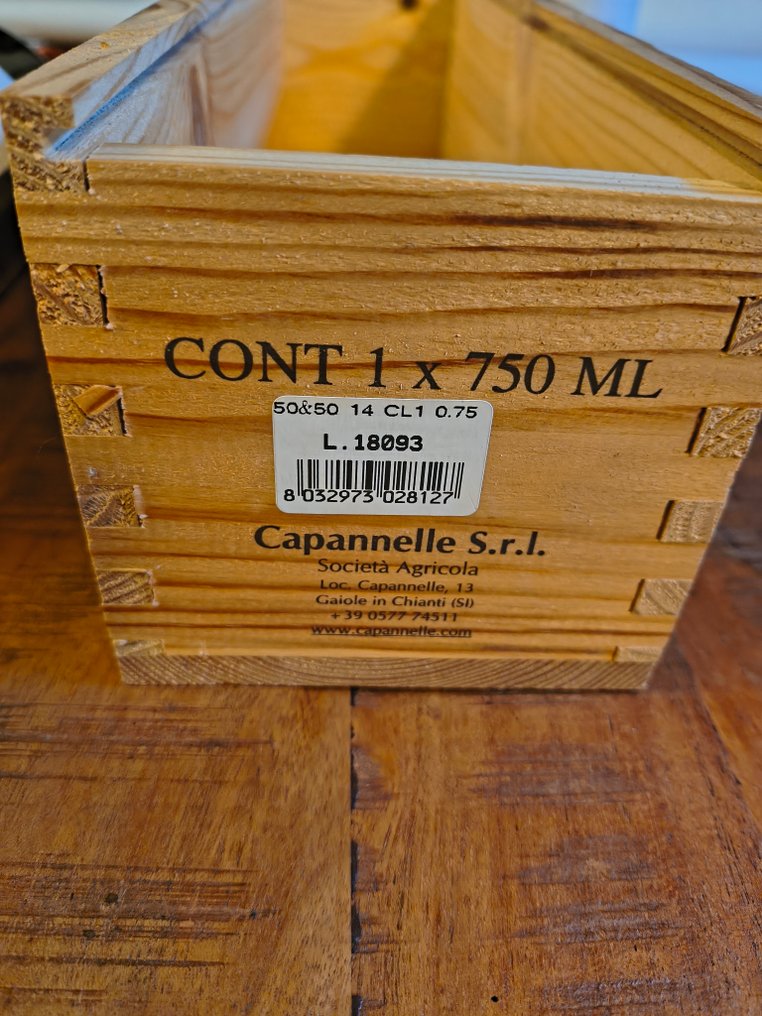 CONT 1 x 750 ML
50&50 14 CL1 0.75
L.18093
8 032973 028127
Capannelle S.r.l.
Società Agricola
Loc. Capannelle, 13
Gaiole in Chianti (SI)
+39 0577 74511
www.capannelle.com